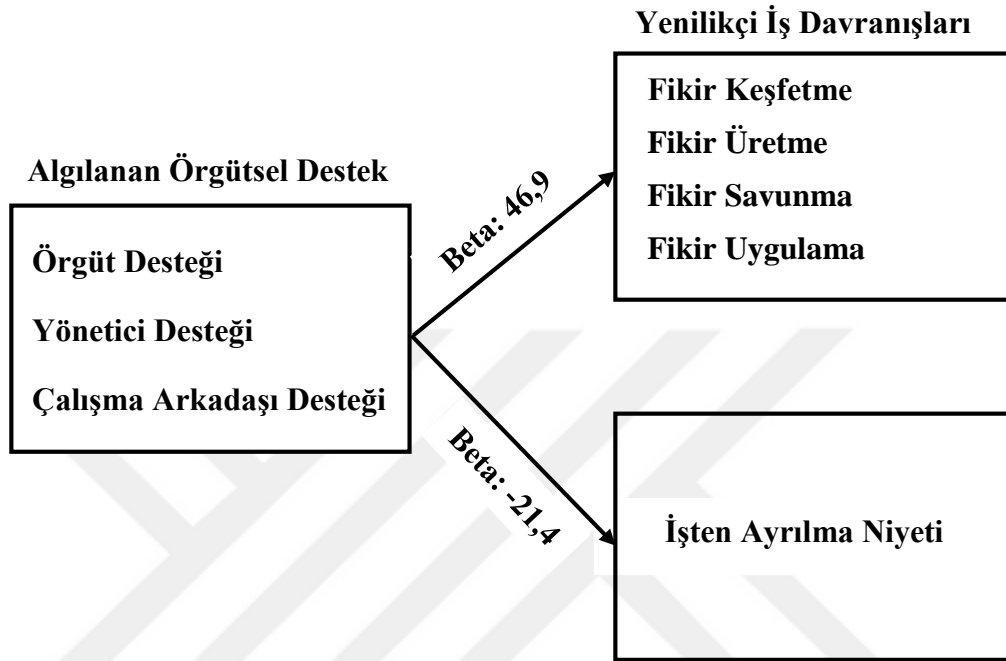 Yenilikçi İş Davranışları
Fikir Keşfetme
Fikir Üretme
Fikir Savunma
Fikir Uygulama
Algılanan Örgütsel Destek
Örgüt Desteği
Yönetici Desteği
Çalışma Arkadaşı Desteği
Beta: 46,9
Beta: -21,4
İşten Ayrılma Niyeti